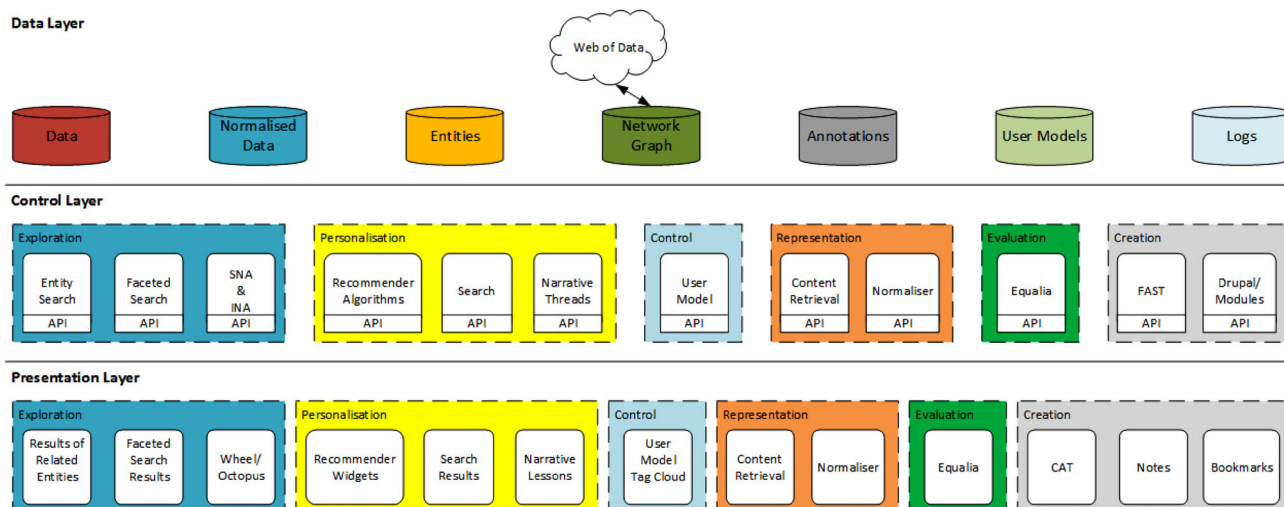 Data Layer
Web of Data
Data
Normalised
Data
Entities
Network
Graph
Annotations
User Models
Logs
Control Layer
Exploration
Entity
Search
API
Faceted
Search
API
SNA
&
INA
API
Personalisation
Recommender
Algorithms
API
Search
API
Narrative
Threads
API
Control
User
Model
API
Representation
Content
Retrieval
API
Normaliser
API
Evaluation
Equalia
API
Creation
FAST
API
Drupal/
Modules
API
Presentation Layer
Exploration
Results of
Related
Entities
Faceted
Search
Results
Wheel/
Octopus
Personalisation
Recommender
Widgets
Search
Results
Narrative
Lessons
Control
User
Model
Tag Cloud
Representation
Content
Retrieval
Normaliser
Evaluation
Equalia
Creation
CAT
Notes
Bookmarks